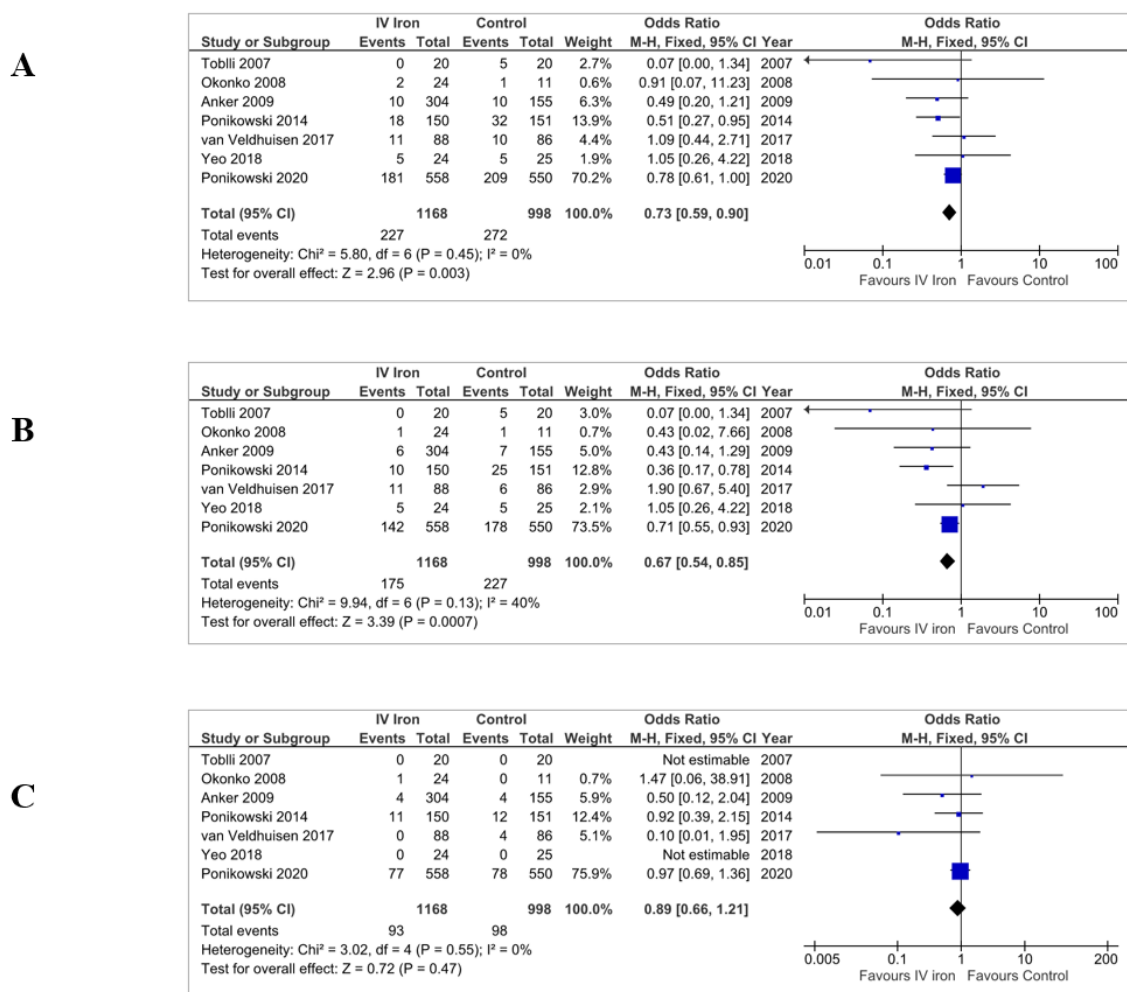 A
IV Iron Control Odds Ratio Odds Ratio
Study or Subgroup Events Total Events Total Weight M-H, Fixed, 95% CI Year M-H, Fixed, 95% CI
Toblli 2007 0 20 5 20 2.7% 0.07 [0.00, 1.34] 2007
Okonko 2008 2 24 1 11 1.4% 0.91 [0.07, 11.23] 2008
Anker 2009 10 304 10 155 6.3% 0.49 [0.20, 1.21] 2009
Ponikowski 2014 18 150 32 151 13.9% 0.51 [0.27, 0.95] 2014
van Veldhuisen 2017 11 88 10 86 4.4% 1.09 [0.44, 2.71] 2017
Yeo 2018 5 24 5 25 1.9% 1.05 [0.26, 4.22] 2018
Ponikowski 2020 181 558 209 550 70.2% 0.78 [0.61, 1.00] 2020
Total (95% CI) 1168 998 100.0% 0.73 [0.59, 0.90]
Total events 227 272
Heterogeneity: Chi² = 5.80, df = 6 (P = 0.45); I² = 0%
Test for overall effect: Z = 2.96 (P = 0.003)
0.01 0.1 1 10 100
Favours IV Iron Favours Control
B
IV Iron Control Odds Ratio Odds Ratio
Study or Subgroup Events Total Events Total Weight M-H, Fixed, 95% CI Year M-H, Fixed, 95% CI
Toblli 2007 0 20 5 20 3.0% 0.07 [0.00, 1.34] 2007
Okonko 2008 1 24 1 11 0.7% 0.43 [0.02, 7.66] 2008
Anker 2009 6 304 7 155 5.0% 0.43 [0.14, 1.29] 2009
Ponikowski 2014 10 150 25 151 12.8% 0.36 [0.17, 0.78] 2014
van Veldhuisen 2017 11 88 6 86 2.9% 1.90 [0.67, 5.40] 2017
Yeo 2018 5 24 5 25 2.1% 1.05 [0.26, 4.22] 2018
Ponikowski 2020 142 558 178 550 73.5% 0.71 [0.55, 0.93] 2020
Total (95% CI) 1168 998 100.0% 0.67 [0.54, 0.85]
Total events 175 227
Heterogeneity: Chi² = 9.94, df = 6 (P = 0.13); I² = 40%
Test for overall effect: Z = 3.39 (P = 0.0007)
0.01 0.1 1 10 100
Favours IV iron Favours Control
C
IV Iron Control Odds Ratio Odds Ratio
Study or Subgroup Events Total Events Total Weight M-H, Fixed, 95% CI Year M-H, Fixed, 95% CI
Toblli 2007 0 20 0 20 Not estimable 2007
Okonko 2008 1 24 0 11 0.7% 1.47 [0.06, 38.91] 2008
Anker 2009 4 304 4 155 5.9% 0.50 [0.12, 2.04] 2009
Ponikowski 2014 11 150 12 151 12.4% 0.92 [0.39, 2.15] 2014
van Veldhuisen 2017 0 88 4 86 5.1% 0.10 [0.01, 1.95] 2017
Yeo 2018 0 24 0 25 Not estimable 2018
Ponikowski 2020 77 558 78 550 75.9% 0.97 [0.69, 1.36] 2020
Total (95% CI) 1168 998 100.0% 0.89 [0.66, 1.21]
Total events 93 98
Heterogeneity: Chi² = 3.02, df = 4 (P = 0.55); I² = 0%
Test for overall effect: Z = 0.72 (P = 0.47)
0.005 0.1 1 10 200
Favours IV iron Favours Control